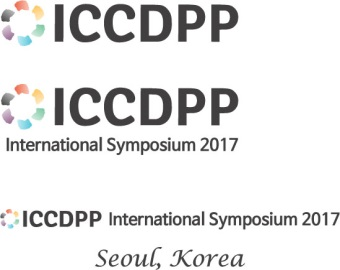 ICCDPP
ICCDPP
International Symposium 2017
ICCDPP International Symposium 2017
Seoul, Korea